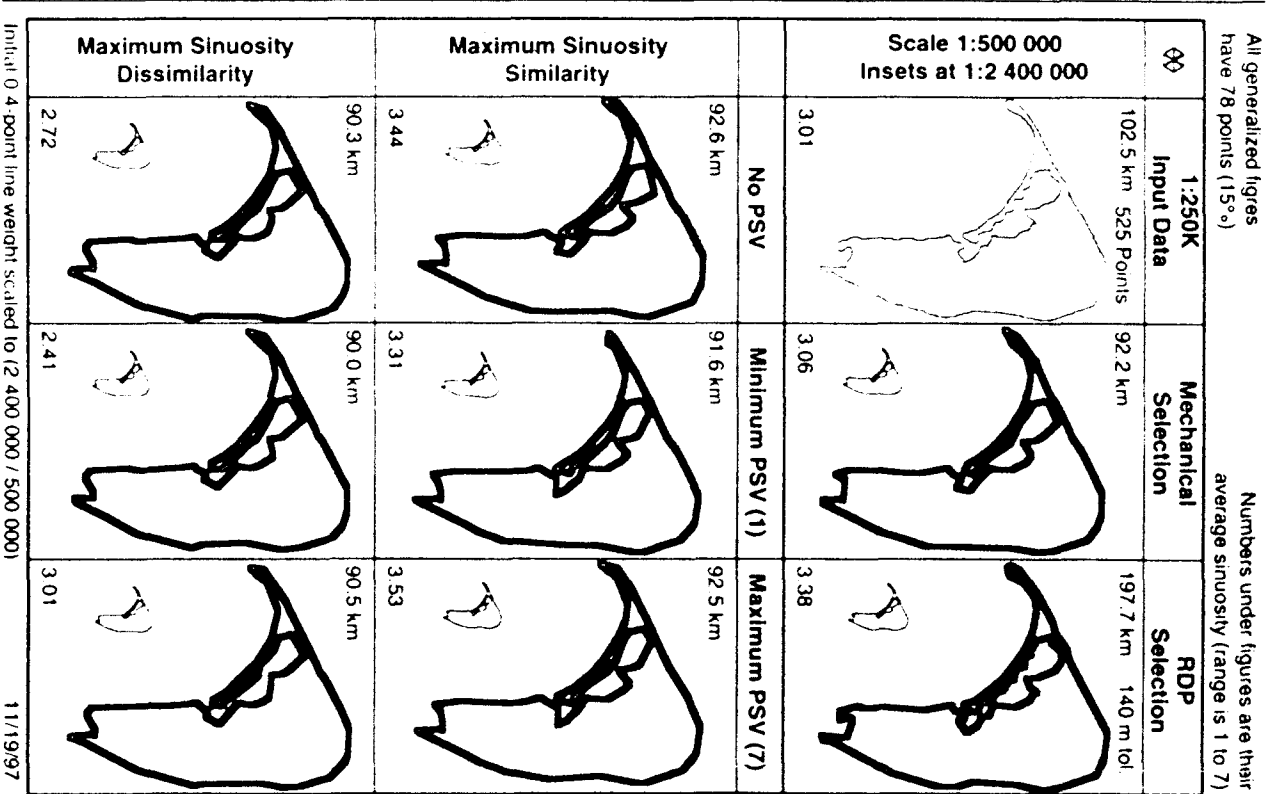 All generalized figres
have 78 points (15%)
Numbers under figures are their
average sinuosity (range is 1 to 7)
1:250K
Input Data
Mechanical
Selection
RDP
Selection
Scale 1:500 000
Insets at 1:2 400 000
102.5 km 525 Points
3.01
92.2 km
3.06
197.7 km 140 m tol.
3.38
No PSV
Minimum PSV (1)
Maximum PSV (7)
Maximum Sinuosity
Similarity
92.6 km
3 44
91.6 km
3.31
92.5 km
3.53
Maximum Sinuosity
Dissimilarity
90.3 km
2.72
90 0 km
2.41
90.5 km
3.01
Initial 0 4-point line weight scaled to (2 400 000 / 500 000)
11/19/97